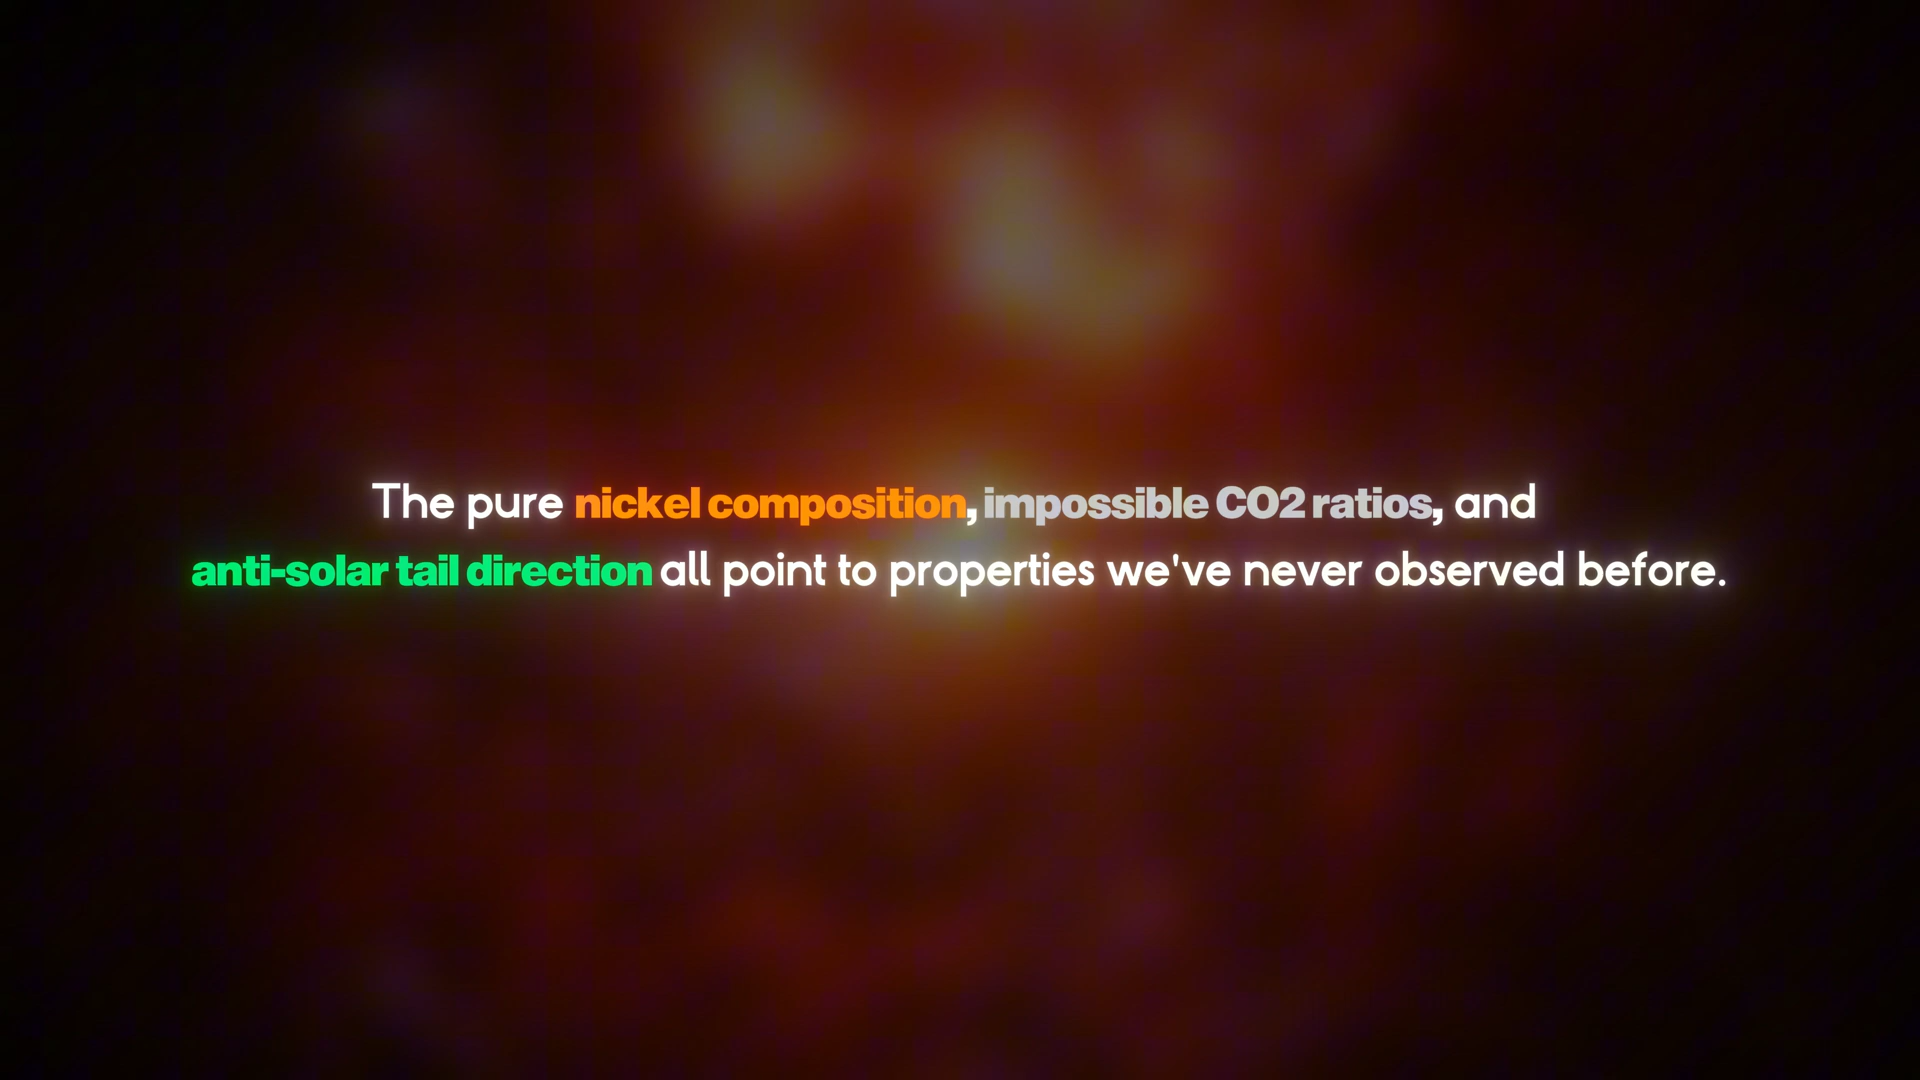 The pure nickel composition, impossible CO2 ratios, and
anti-solar tail direction all point to properties we've never observed before.